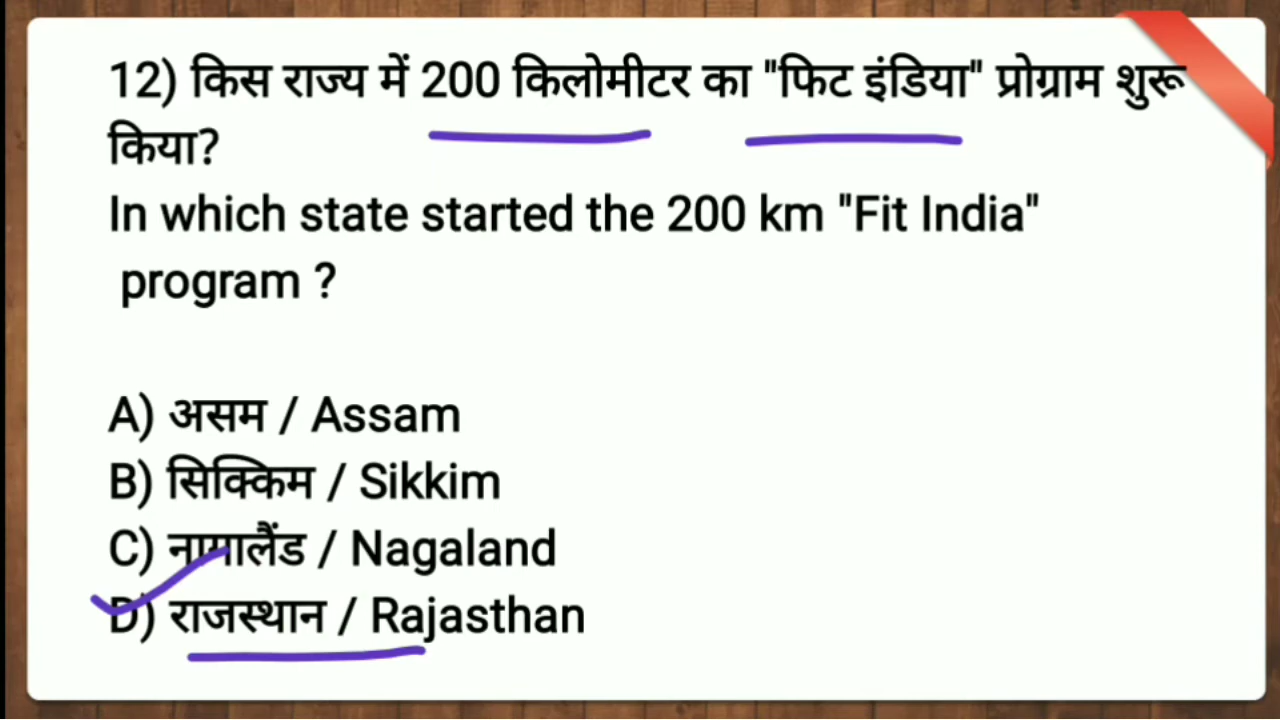 12) किस राज्य में 200 किलोमीटर का "फिट इंडिया" प्रोग्राम शुरू
किया?
In which state started the 200 km "Fit India"
program ?
A) असम / Assam
B) सिक्किम / Sikkim
C) नागालैंड / Nagaland
D) राजस्थान / Rajasthan